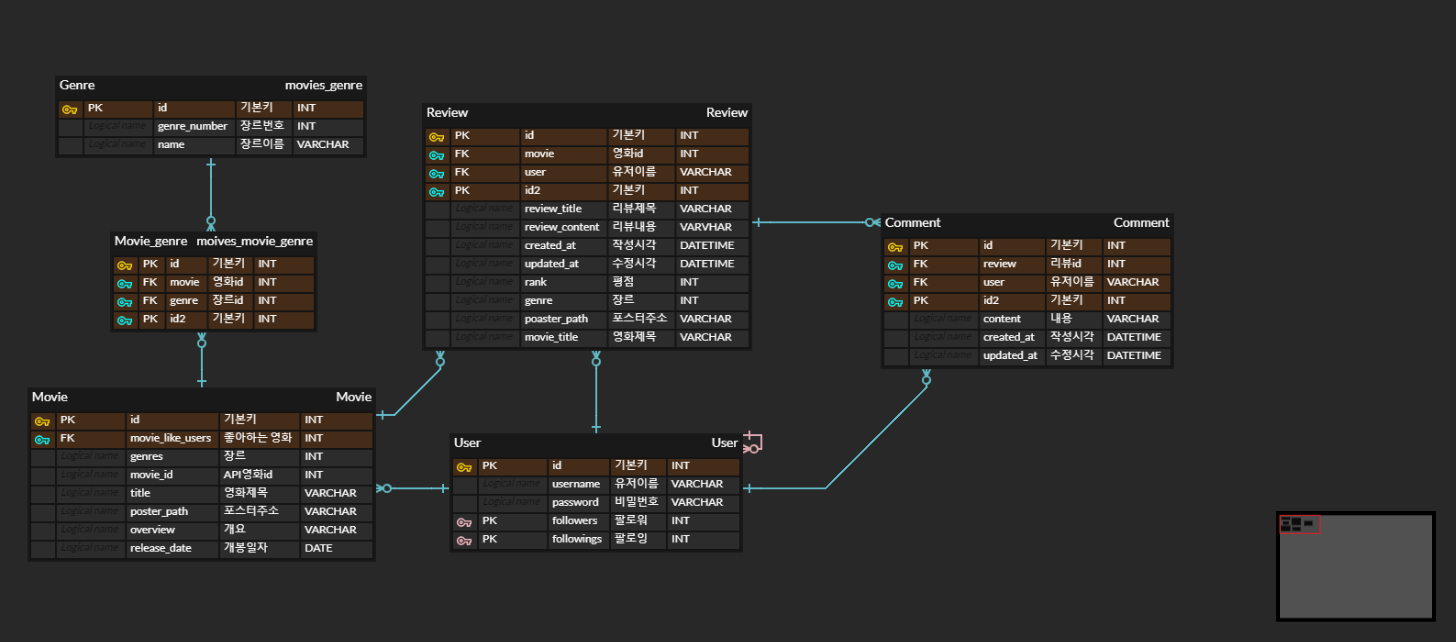 Genre movies_genre
PK id 기본키 INT
Logical name genre_number 장르번호 INT
Logical name name 장르이름 VARCHAR
Movie_genre moives_movie_genre
PK id 기본키 INT
FK movie 영화id INT
FK genre 장르id INT
PK id2 기본키 INT
Movie Movie
PK id 기본키 INT
FK movie_like_users 좋아하는 영화 INT
Logical name genres 장르 INT
Logical name movie_id API영화id INT
Logical name title 영화제목 VARCHAR
Logical name poster_path 포스터주소 VARCHAR
Logical name overview 개요 VARCHAR
Logical name release_date 개봉일자 DATE
Review Review
PK id 기본키 INT
FK movie 영화id INT
FK user 유저이름 VARCHAR
PK id2 기본키 INT
Logical name review_title 리뷰제목 VARCHAR
Logical name review_content 리뷰내용 VARVHAR
Logical name created_at 작성시각 DATETIME
Logical name updated_at 수정시각 DATETIME
Logical name rank 평점 INT
Logical name genre 장르 INT
Logical name poaster_path 포스터주소 VARCHAR
Logical name movie_title 영화제목 VARCHAR
User User
PK id 기본키 INT
Logical name username 유저이름 VARCHAR
Logical name password 비밀번호 VARCHAR
PK followers 팔로워 INT
PK followings 팔로잉 INT
Comment Comment
PK id 기본키 INT
FK review 리뷰id INT
FK user 유저이름 VARCHAR
PK id2 기본키 INT
Logical name content 내용 VARCHAR
Logical name created_at 작성시각 DATETIME
Logical name updated_at 수정시각 DATETIME